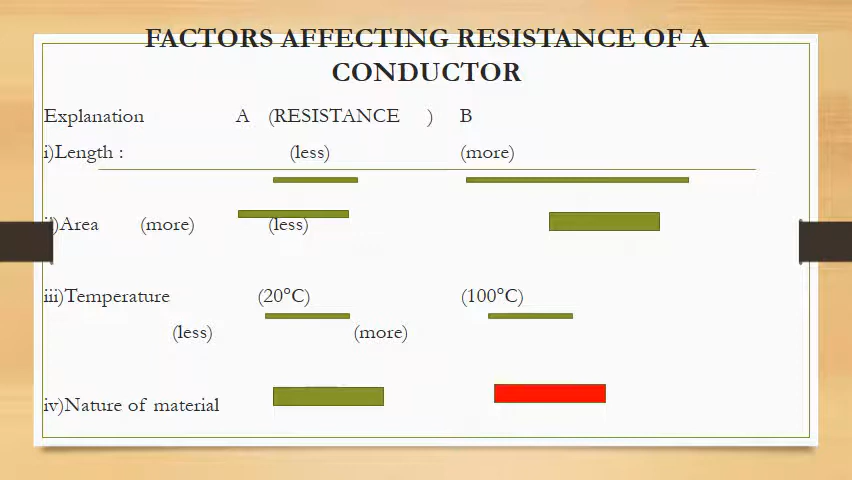 FACTORS AFFECTING RESISTANCE OF A
CONDUCTOR
Explanation A (RESISTANCE ) B
i)Length : (less) (more)
ii)Area (more) (less)
iii)Temperature (20°C) (100°C)
(less) (more)
iv)Nature of material